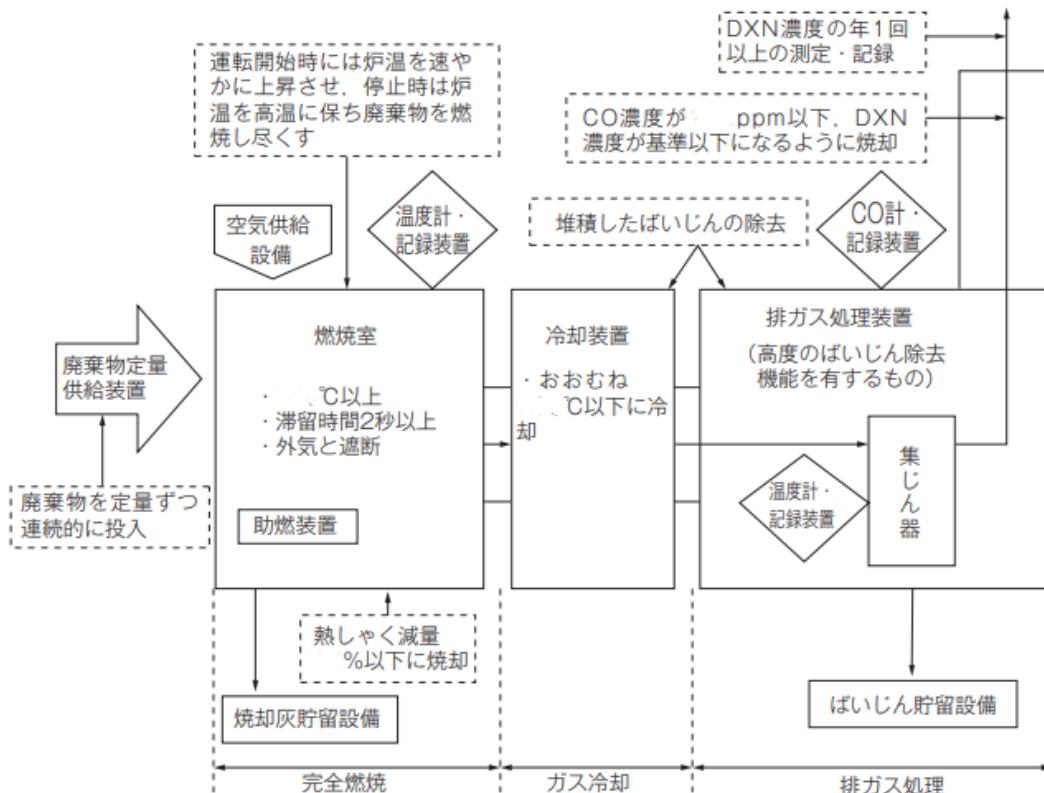 DXN濃度の年1回
以上の測定・記録
運転開始時には炉温を速や
かに上昇させ，停止時は炉
温を高温に保ち廃棄物を燃
焼し尽くす
CO濃度が ppm以下，DXN
濃度が基準以下になるように焼却
空気供給
設備
温度計・
記録装置
堆積したばいじんの除去
CO計・
記録装置
廃棄物定量
供給装置
燃焼室
・ ℃以上
・滞留時間2秒以上
・外気と遮断
助燃装置
冷却装置
・おおむね
℃以下に冷
却
排ガス処理装置
（高度のばいじん除去
機能を有するもの）
集じん器
温度計・
記録装置
廃棄物を定量ずつ
連続的に投入
熱しゃく減量
%以下に焼却
焼却灰貯留設備
ばいじん貯留設備
完全燃焼
ガス冷却
排ガス処理